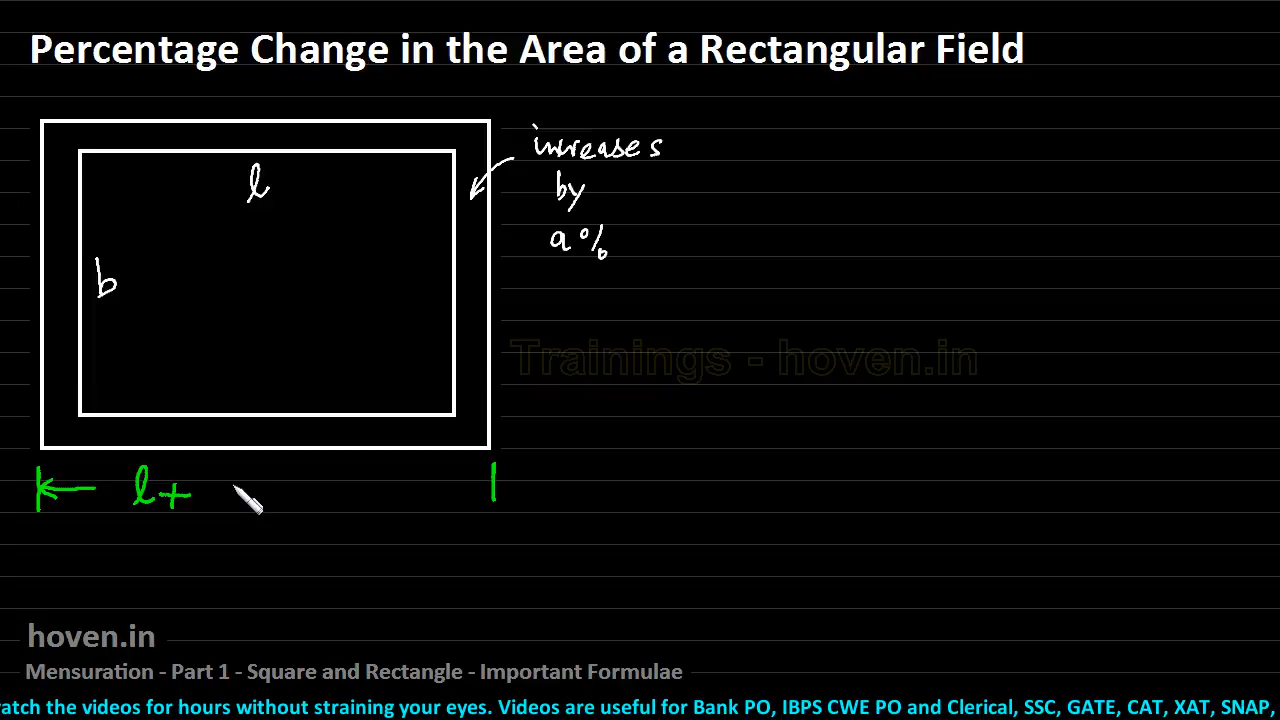 Percentage Change in the Area of a Rectangular Field
increases
by
a%
l
b
Trainings - hoven.in
l+
hoven.in
Mensuration - Part 1 - Square and Rectangle - Important Formulae
atch the videos for hours without straining your eyes. Videos are useful for Bank PO, IBPS CWE PO and Clerical, SSC, GATE, CAT, XAT, SNAP,